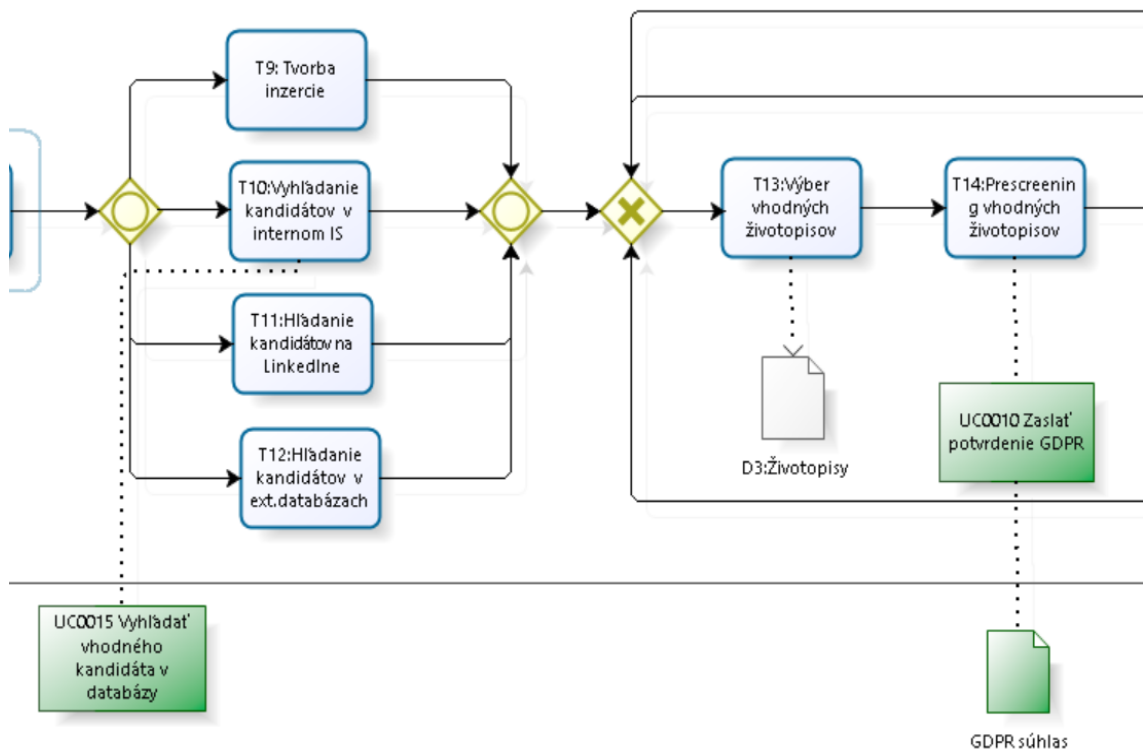 T9: Tvorba
inzercie
T10:Vyhľadanie
kandidátov v
internom IS
T11:Hľadanie
kandidátov na
LinkedIne
T12:Hľadanie
kandidátov v
ext.databázach
T13:Výber
vhodných
životopisov
T14:Prescreenin
g vhodných
životopisov
D3:Životopisy
UC0010 Zaslať
potvrdenie GDPR
UC0015 Vyhľadať
vhodného
kandidáta v
databázy
GDPR súhlas